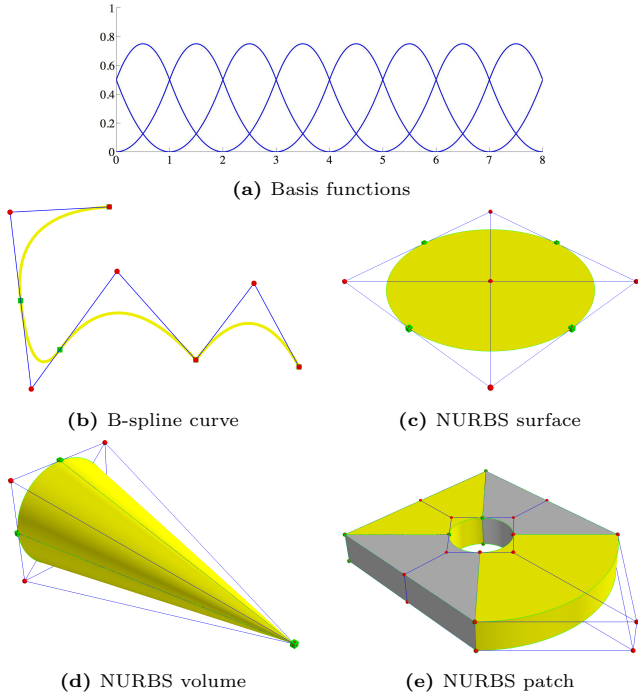 1
0.8
0.6
0.4
0.2
0
0 1 2 3 4 5 6 7 8
(a) Basis functions
(b) B-spline curve
(c) NURBS surface
(d) NURBS volume
(e) NURBS patch